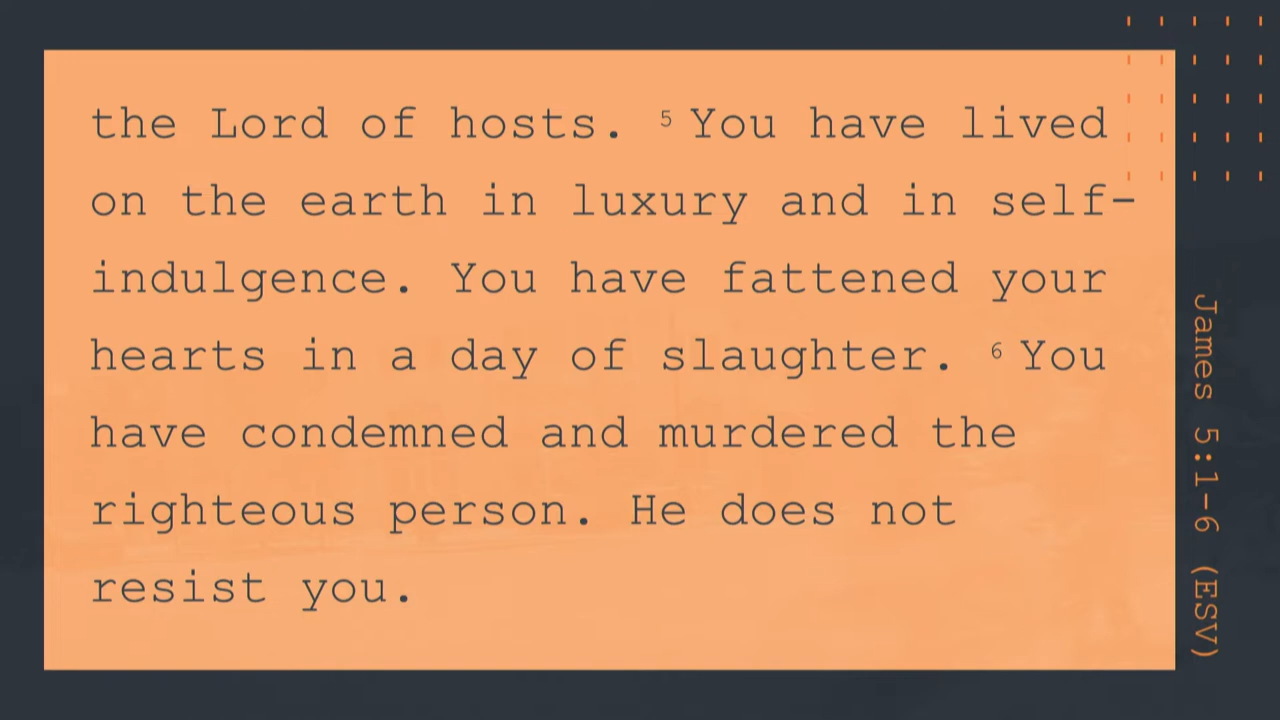 the Lord of hosts. 5 You have lived
on the earth in luxury and in self-
indulgence. You have fattened your
hearts in a day of slaughter. 6 You
have condemned and murdered the
righteous person. He does not
resist you.
James 5:1-6 (ESV)